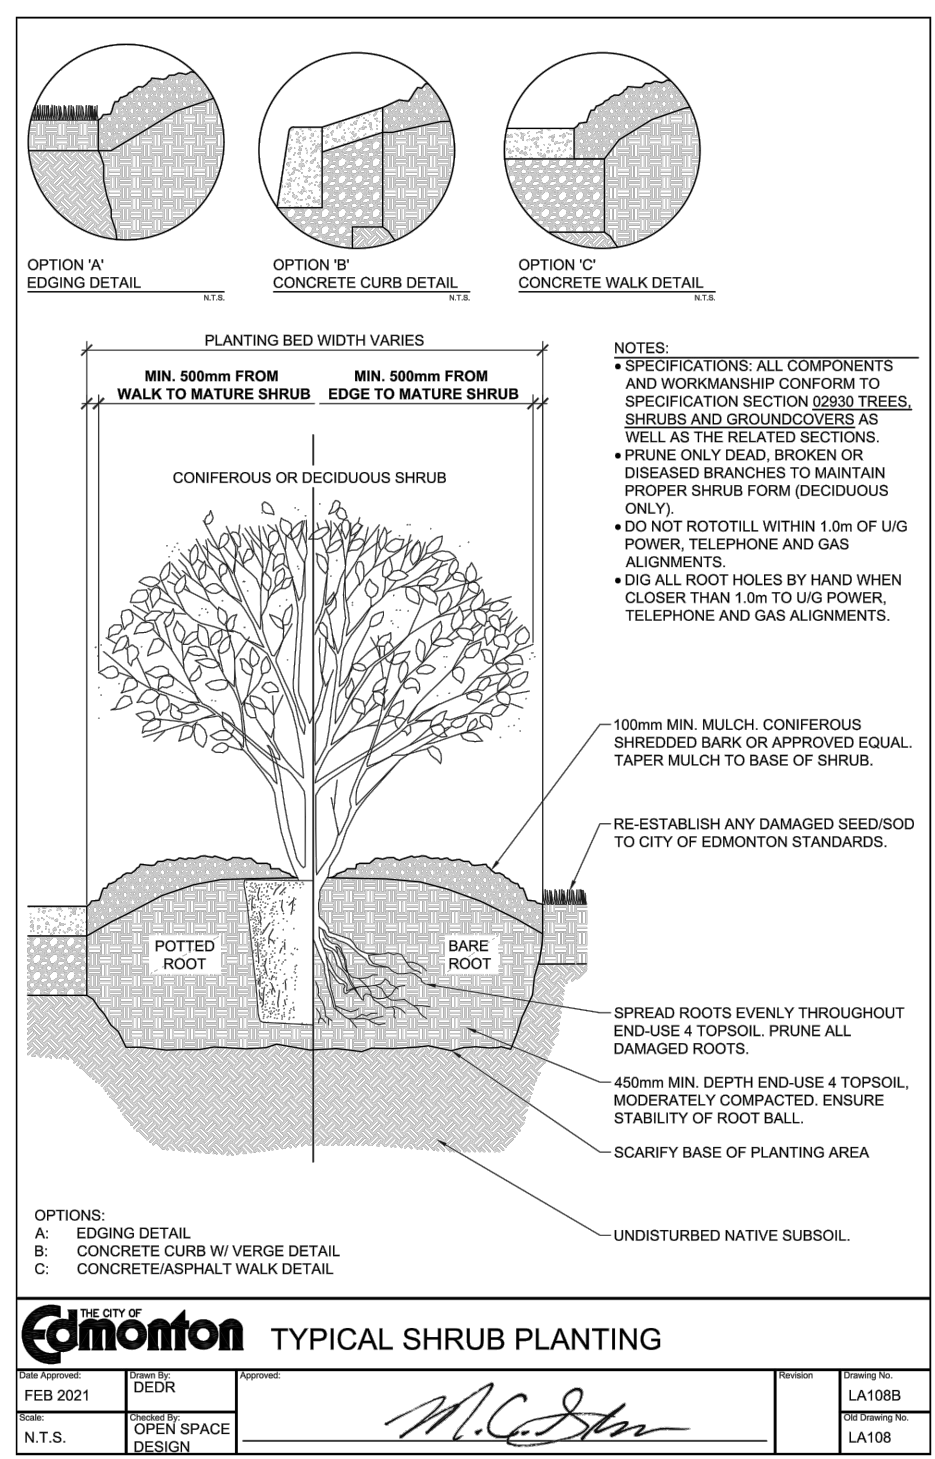 OPTION 'A'
EDGING DETAIL
N.T.S.
OPTION 'B'
CONCRETE CURB DETAIL
N.T.S.
OPTION 'C'
CONCRETE WALK DETAIL
N.T.S.
PLANTING BED WIDTH VARIES
MIN. 500mm FROM
WALK TO MATURE SHRUB
MIN. 500mm FROM
EDGE TO MATURE SHRUB
CONIFEROUS OR DECIDUOUS SHRUB
NOTES:
• SPECIFICATIONS: ALL COMPONENTS
AND WORKMANSHIP CONFORM TO
SPECIFICATION SECTION 02930 TREES,
SHRUBS AND GROUNDCOVERS AS
WELL AS THE RELATED SECTIONS.
• PRUNE ONLY DEAD, BROKEN OR
DISEASED BRANCHES TO MAINTAIN
PROPER SHRUB FORM (DECIDUOUS
ONLY).
• DO NOT ROTOTILL WITHIN 1.0m OF U/G
POWER, TELEPHONE AND GAS
ALIGNMENTS.
• DIG ALL ROOT HOLES BY HAND WHEN
CLOSER THAN 1.0m TO U/G POWER,
TELEPHONE AND GAS ALIGNMENTS.
100mm MIN. MULCH. CONIFEROUS
SHREDDED BARK OR APPROVED EQUAL.
TAPER MULCH TO BASE OF SHRUB.
RE-ESTABLISH ANY DAMAGED SEED/SOD
TO CITY OF EDMONTON STANDARDS.
POTTED
ROOT
BARE
ROOT
SPREAD ROOTS EVENLY THROUGHOUT
END-USE 4 TOPSOIL. PRUNE ALL
DAMAGED ROOTS.
450mm MIN. DEPTH END-USE 4 TOPSOIL,
MODERATELY COMPACTED. ENSURE
STABILITY OF ROOT BALL.
SCARIFY BASE OF PLANTING AREA
UNDISTURBED NATIVE SUBSOIL.
OPTIONS:
A: EDGING DETAIL
B: CONCRETE CURB W/ VERGE DETAIL
C: CONCRETE/ASPHALT WALK DETAIL
THE CITY OF
Edmonton
TYPICAL SHRUB PLANTING
Date Approved:
FEB 2021
Drawn By:
DEDR
Approved:
Revision
Drawing No.
LA108B
Scale:
N.T.S.
Checked By:
OPEN SPACE
DESIGN
Old Drawing No.
LA108